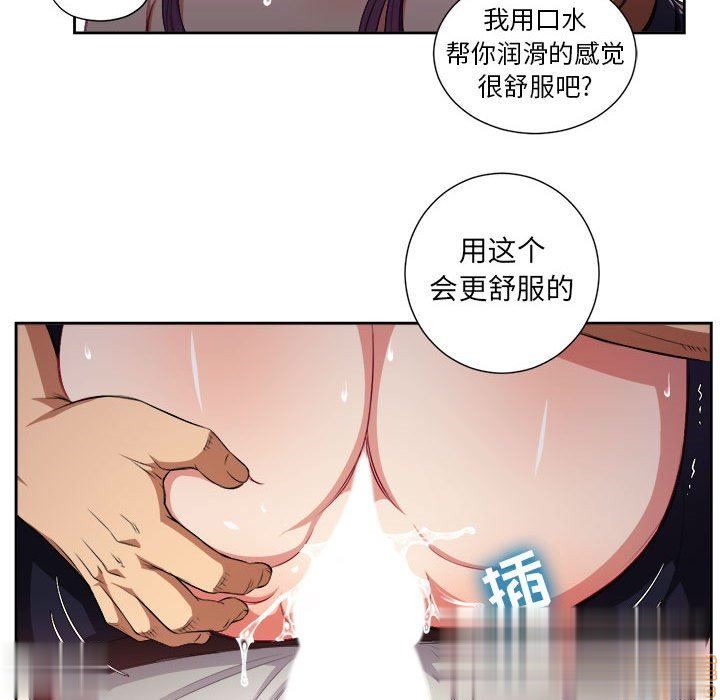 我用口水
帮你润滑的感觉
很舒服吧?
用这个
会更舒服的
插